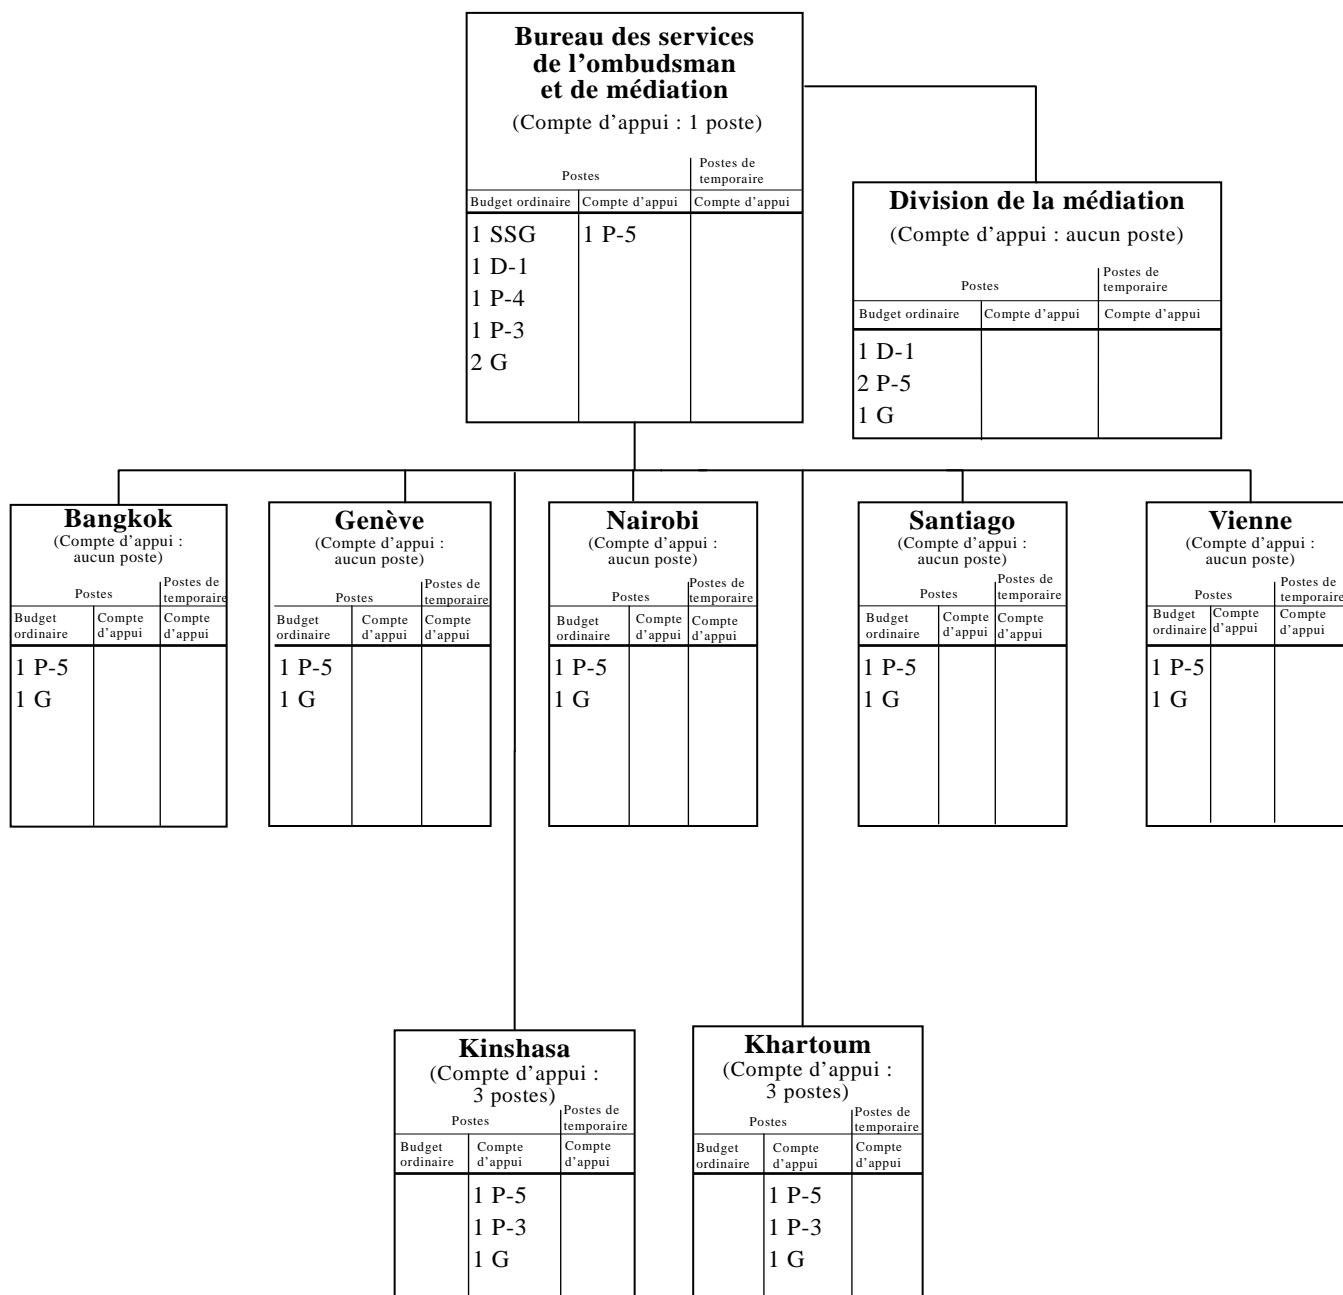 Bureau des services
de l'ombudsman
et de médiation
(Compte d'appui : 1 poste)
Postes
Postes de
temporaire
Budget ordinaire
Compte d'appui
Compte d'appui
1 SSG
1 P-5
1 D-1
1 P-4
1 P-3
2 G
Division de la médiation
(Compte d'appui : aucun poste)
Postes
Postes de
temporaire
Budget ordinaire
Compte d'appui
Compte d'appui
1 D-1
2 P-5
1 G
Bangkok
(Compte d'appui :
aucun poste)
Postes
Postes de
temporaire
Budget
ordinaire
Compte
d'appui
Compte
d'appui
1 P-5
1 G
Genève
(Compte d'appui :
aucun poste)
Postes
Postes de
temporaire
Budget
ordinaire
Compte
d'appui
Compte
d'appui
1 P-5
1 G
Nairobi
(Compte d'appui :
aucun poste)
Postes
Postes de
temporaire
Budget
ordinaire
Compte
d'appui
Compte
d'appui
1 P-5
1 G
Santiago
(Compte d'appui :
aucun poste)
Postes
Postes de
temporaire
Budget
ordinaire
Compte
d'appui
Compte
d'appui
1 P-5
1 G
Vienne
(Compte d'appui :
aucun poste)
Postes
Postes de
temporaire
Budget
ordinaire
Compte
d'appui
Compte
d'appui
1 P-5
1 G
Kinshasa
(Compte d'appui :
3 postes)
Postes
Postes de
temporaire
Budget
ordinaire
Compte
d'appui
Compte
d'appui
1 P-5
1 P-3
1 G
Khartoum
(Compte d'appui :
3 postes)
Postes
Postes de
temporaire
Budget
ordinaire
Compte
d'appui
Compte
d'appui
1 P-5
1 P-3
1 G